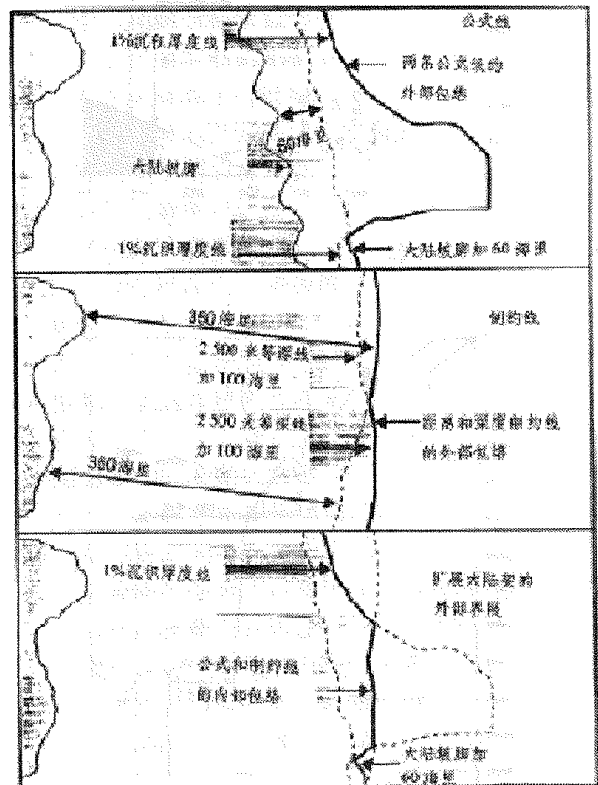 公式线
1%沉积厚度线
两条公式线的
外部包络
60海里
大陆坡脚
1%沉积厚度线
大陆坡脚加60海里
制约线
350海里
2 500米等深线
加100海里
2 500米等深线
加100海里
距离和深度制约线
的外部包络
350海里
1%沉积厚度线
扩展大陆架的
外部界限
公式和制约线
的内部包络
大陆坡脚加
60海里